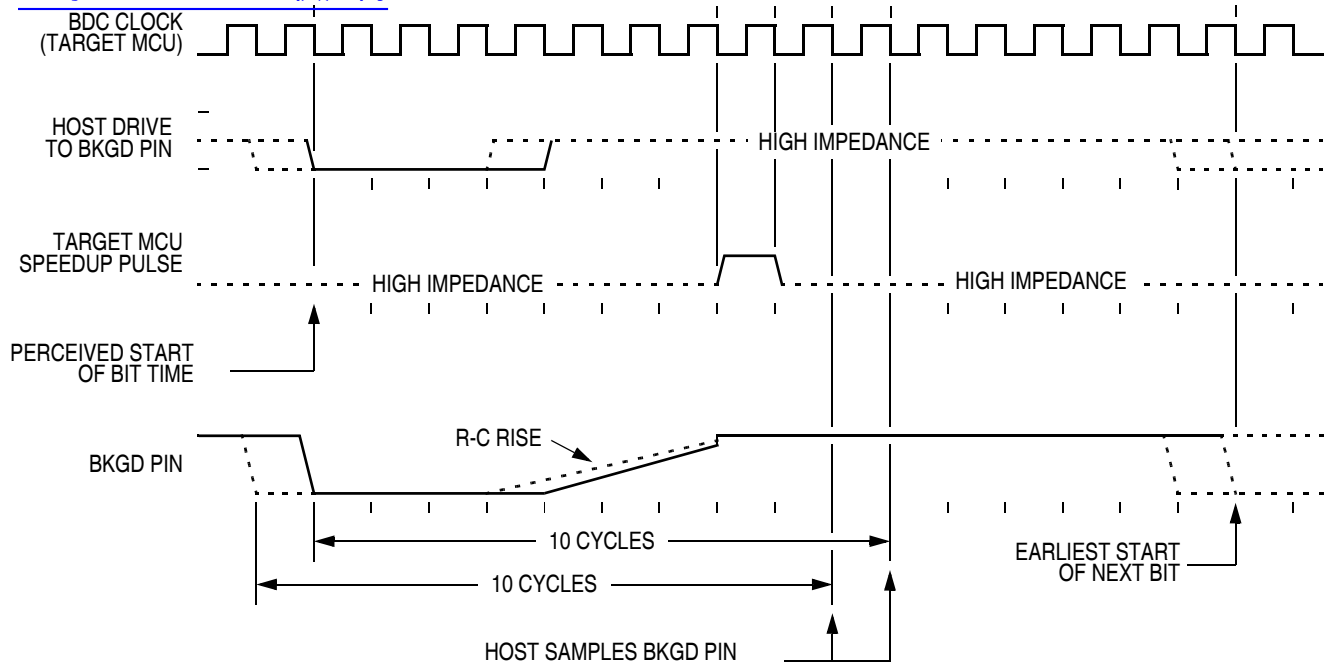 BDC CLOCK
(TARGET MCU)
HOST DRIVE
TO BKGD PIN
HIGH IMPEDANCE
TARGET MCU
SPEEDUP PULSE
HIGH IMPEDANCE
HIGH IMPEDANCE
PERCEIVED START
OF BIT TIME
R-C RISE
BKGD PIN
10 CYCLES
EARLIEST START
OF NEXT BIT
10 CYCLES
HOST SAMPLES BKGD PIN